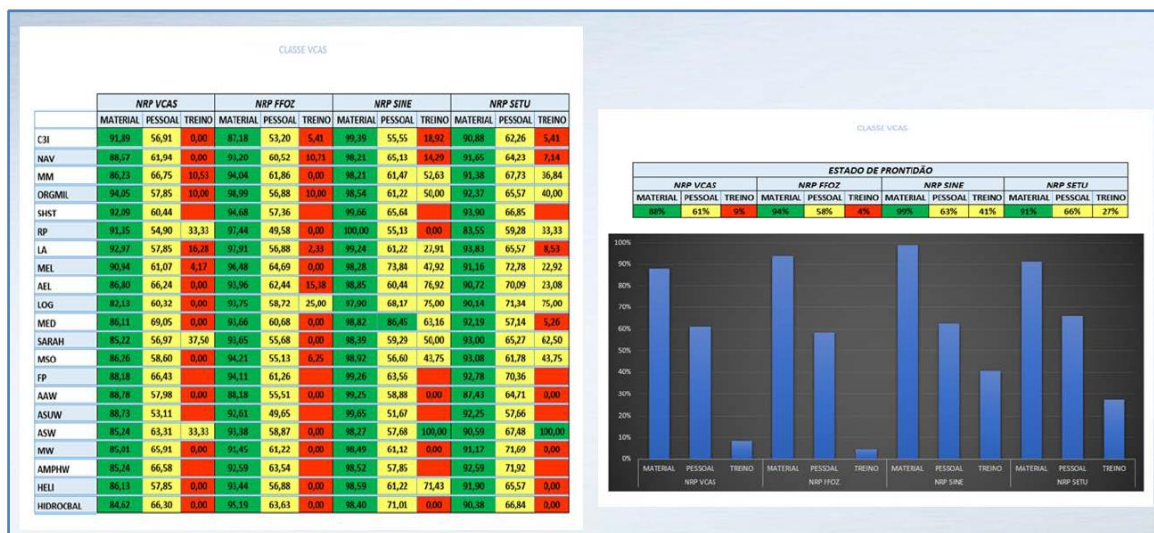 CLASSE VCAS
NRP VCAS NRP FFOZ NRP SINE NRP SETU
MATERIAL PESSOAL TREINO MATERIAL PESSOAL TREINO MATERIAL PESSOAL TREINO MATERIAL PESSOAL TREINO
C3I 91,89 56,91 0,00 87,18 53,20 5,41 99,39 55,55 18,92 90,88 62,26 5,41
NAV 88,57 61,94 0,00 93,20 60,52 10,71 98,21 65,13 14,29 91,65 64,23 7,14
MM 86,23 66,75 10,53 94,04 61,86 0,00 98,21 61,47 52,63 91,38 67,73 36,84
ORGMIL 94,05 57,85 10,00 98,99 56,88 10,00 98,54 61,22 50,00 92,37 65,57 40,00
SHST 92,09 60,44 94,68 57,36 99,66 65,64 93,90 66,85
RP 91,35 54,90 33,33 97,44 49,58 0,00 100,00 55,13 0,00 83,55 59,28 33,33
LA 92,97 57,85 16,28 97,91 56,88 2,33 99,24 61,22 27,91 93,83 65,57 8,53
MEL 90,94 61,07 4,17 96,48 64,69 0,00 98,28 73,84 47,92 91,16 72,78 22,92
AEL 86,80 66,24 0,00 93,96 62,44 15,38 98,85 60,44 76,92 90,72 70,09 23,08
LOG 82,13 60,32 0,00 93,75 58,72 25,00 97,90 68,17 75,00 90,14 71,34 75,00
MED 86,11 69,05 0,00 93,66 60,68 0,00 98,82 86,45 63,16 92,19 57,14 5,26
SARAH 85,22 56,97 37,50 93,65 55,68 0,00 98,39 59,29 50,00 93,00 65,27 62,50
MSO 86,26 58,60 0,00 94,21 55,13 6,25 98,92 56,60 43,75 93,08 61,78 43,75
FP 88,18 66,43 94,11 61,26 99,26 63,56 92,78 70,36
AAW 88,78 57,98 0,00 88,18 55,51 0,00 99,25 58,88 0,00 87,43 64,71 0,00
ASUW 88,73 53,11 92,61 49,65 99,65 51,67 92,25 57,66
ASW 85,24 63,31 33,33 93,38 58,87 0,00 98,27 57,68 100,00 90,59 67,48 100,00
MW 85,01 65,91 0,00 91,45 61,22 0,00 98,49 61,12 0,00 91,17 71,69 0,00
AMPHW 85,24 66,58 92,59 63,54 98,52 57,85 92,59 71,92
HELI 86,13 57,85 0,00 93,44 56,88 0,00 98,59 61,22 71,43 91,90 65,57 0,00
HIDROCBAL 84,62 66,30 0,00 95,19 63,63 0,00 98,40 71,01 0,00 90,38 66,84 0,00
CLASSE VCAS
ESTADO DE PRONTIDÃO
NRP VCAS NRP FFOZ NRP SINE NRP SETU
MATERIAL PESSOAL TREINO MATERIAL PESSOAL TREINO MATERIAL PESSOAL TREINO MATERIAL PESSOAL TREINO
88% 61% 9% 94% 58% 4% 99% 63% 41% 91% 66% 27%
100%
90%
80%
70%
60%
50%
40%
30%
20%
10%
0%
MATERIAL PESSOAL TREINO MATERIAL PESSOAL TREINO MATERIAL PESSOAL TREINO MATERIAL PESSOAL TREINO
NRP VCAS NRP FFOZ NRP SINE NRP SETU